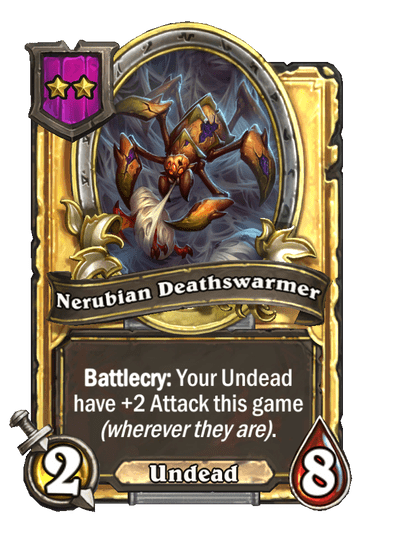 Nerubian Deathswarmer
Battlecry: Your Undead
have +2 Attack this game
(wherever they are).
2
Undead
8